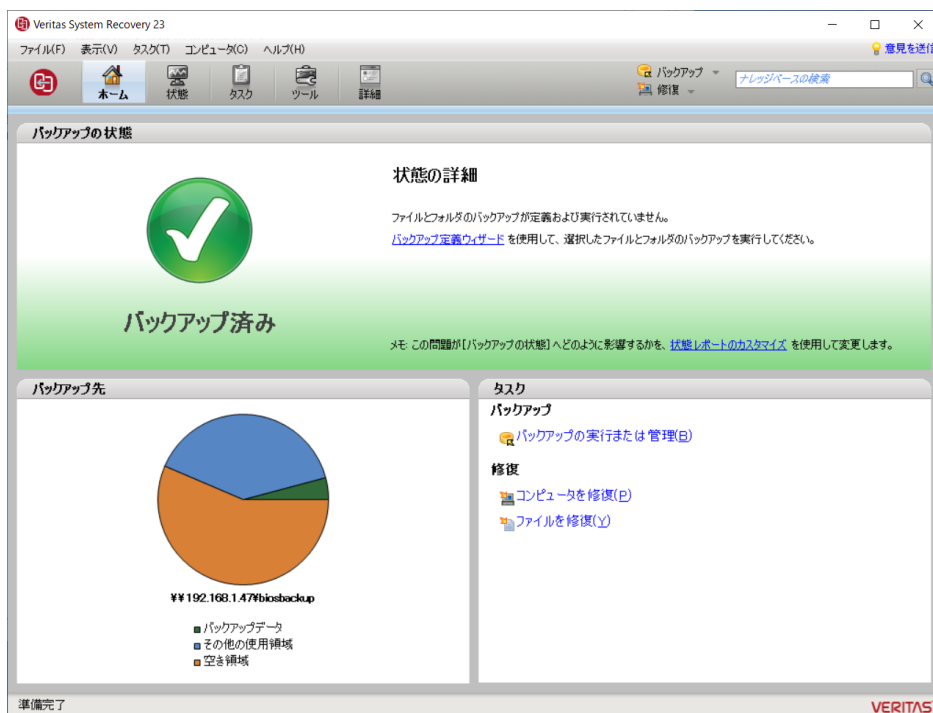 Veritas System Recovery 23
ファイル(F) 表示(V) タスク(T) コンピュータ(C) ヘルプ(H)
意見を送信
ホーム 状態 タスク ツール 詳細
バックアップ
修復
ナレッジベースの検索
バックアップの状態
状態の詳細
ファイルとフォルダのバックアップが定義および実行されていません。
バックアップ定義ウィザード を使用して、選択したファイルとフォルダのバックアップを実行してください。
バックアップ済み
メモ: この問題が[バックアップの状態]へどのように影響するかを、状態レポートのカスタマイズ を使用して変更します。
バックアップ先
¥¥192.168.1.47¥biosbackup
バックアップデータ
その他の使用領域
空き領域
タスク
バックアップ
バックアップの実行または管理(B)
修復
コンピュータを修復(P)
ファイルを修復(Y)
準備完了
VERITAS